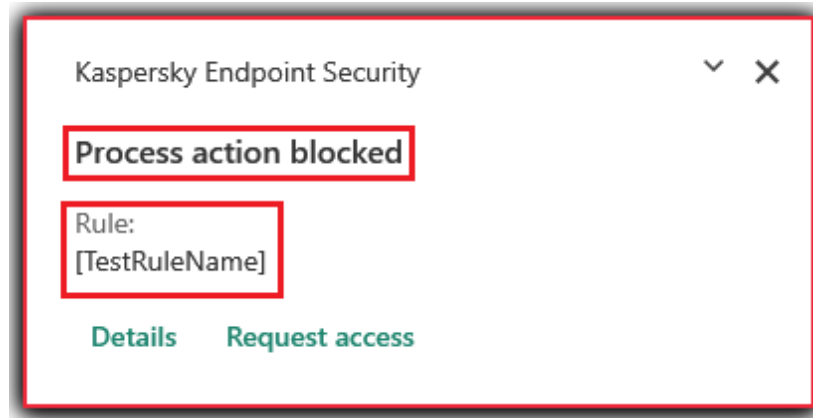 Kaspersky Endpoint Security
Process action blocked
Rule:
[TestRuleName]
Details Request access